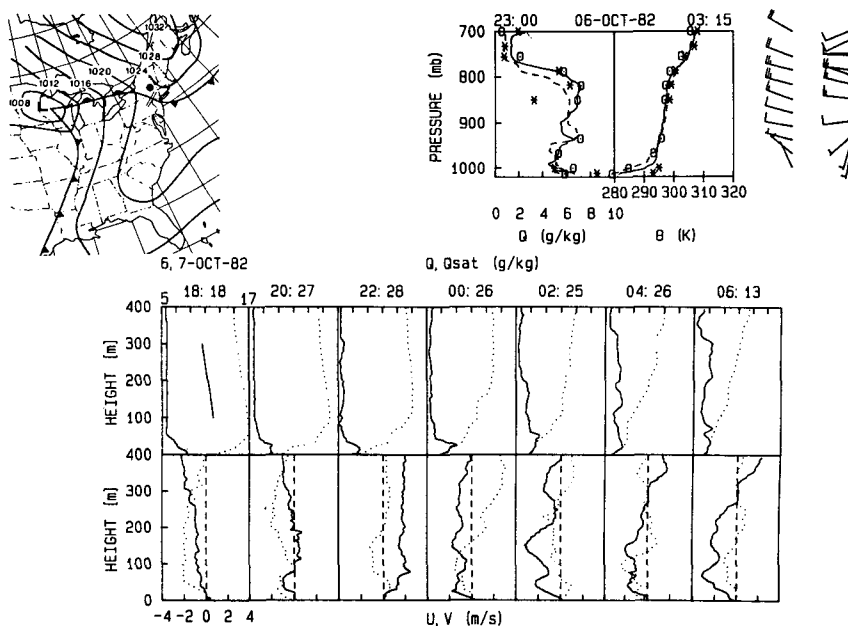 1032
1028
1024
1020
1016
1012
1008
23:00 06-OCT-82 03:15
PRESSURE (mb)
700
800
900
1000
280 290 300 310 320
0 2 4 6 8 10
Q (g/kg) θ (K)
6,7-OCT-82 Q,Qsat (g/kg)
18:18 20:27 22:28 00:26 02:25 04:26 06:13
5 17
HEIGHT [m]
400
300
200
100
HEIGHT [m]
400
300
200
100
0
-4 -2 0 2 4
U,V (m/s)